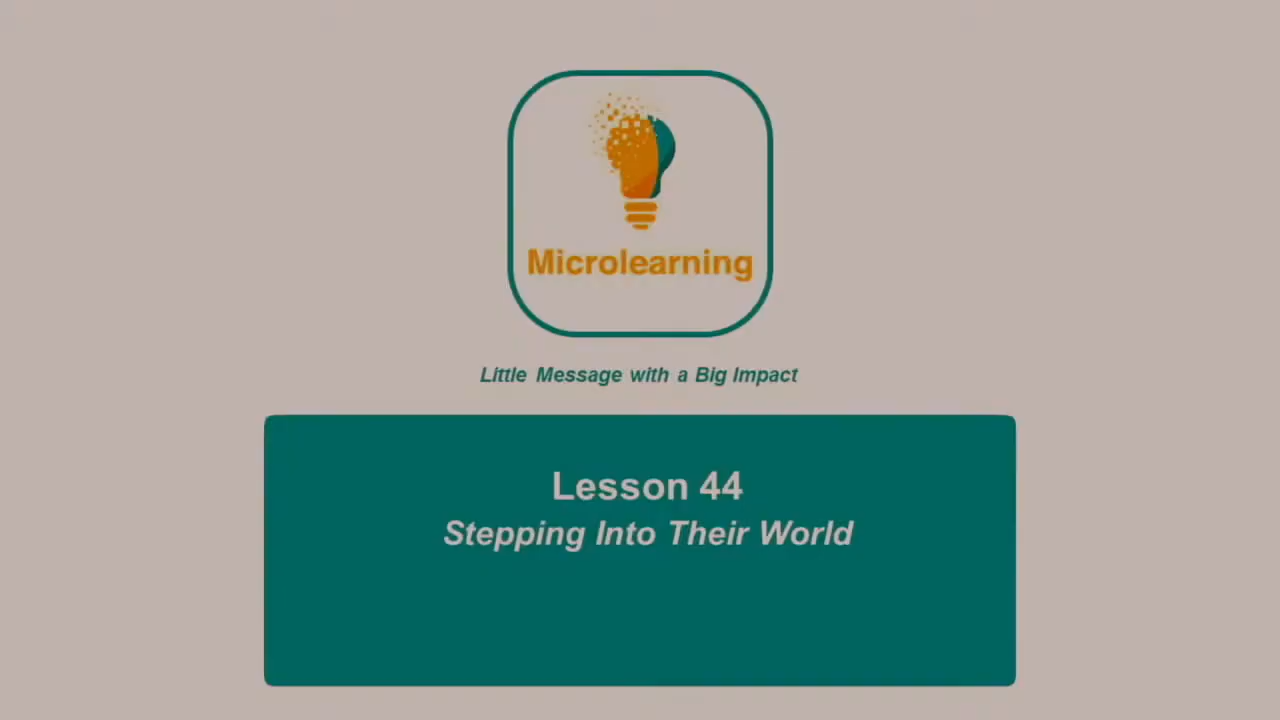 Microlearning
Little Message with a Big Impact
Lesson 44
Stepping Into Their World